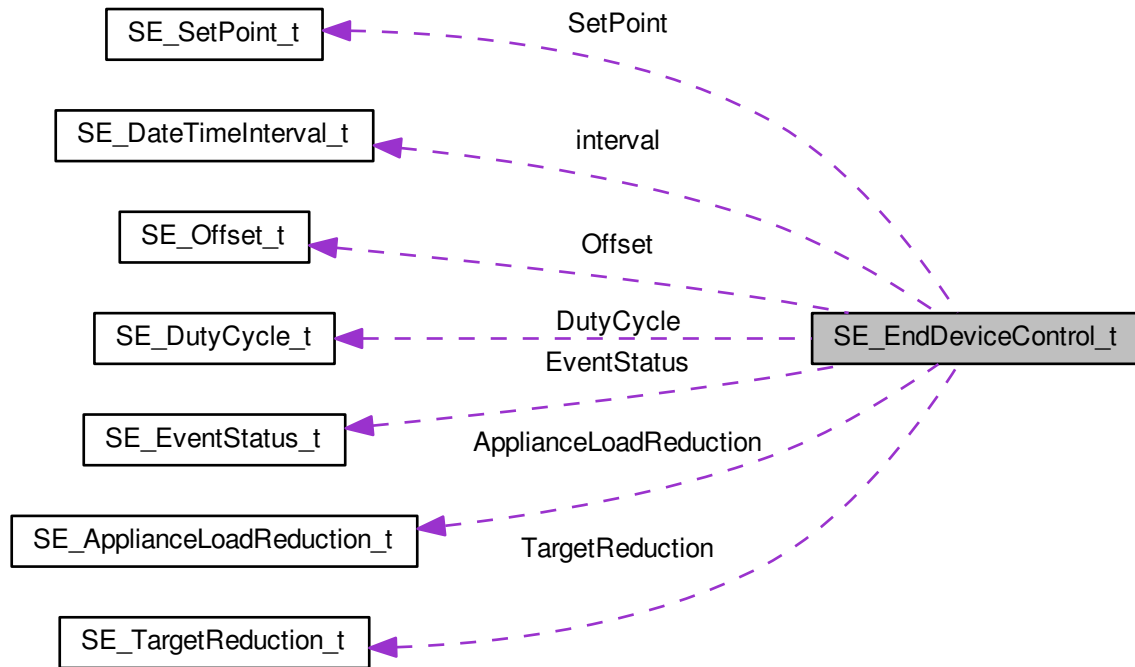 SetPoint
SE_SetPoint_t
SE_DateTimeInterval_t
interval
SE_Offset_t
Offset
SE_DutyCycle_t
DutyCycle
SE_EndDeviceControl_t
EventStatus
SE_EventStatus_t
ApplianceLoadReduction
SE_ApplianceLoadReduction_t
TargetReduction
SE_TargetReduction_t